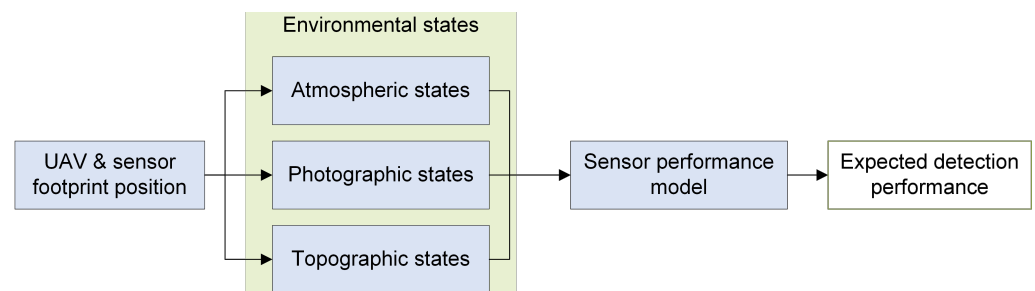 Environmental states
Atmospheric states
UAV & sensor
footprint position
Photographic states
Sensor performance
model
Expected detection
performance
Topographic states